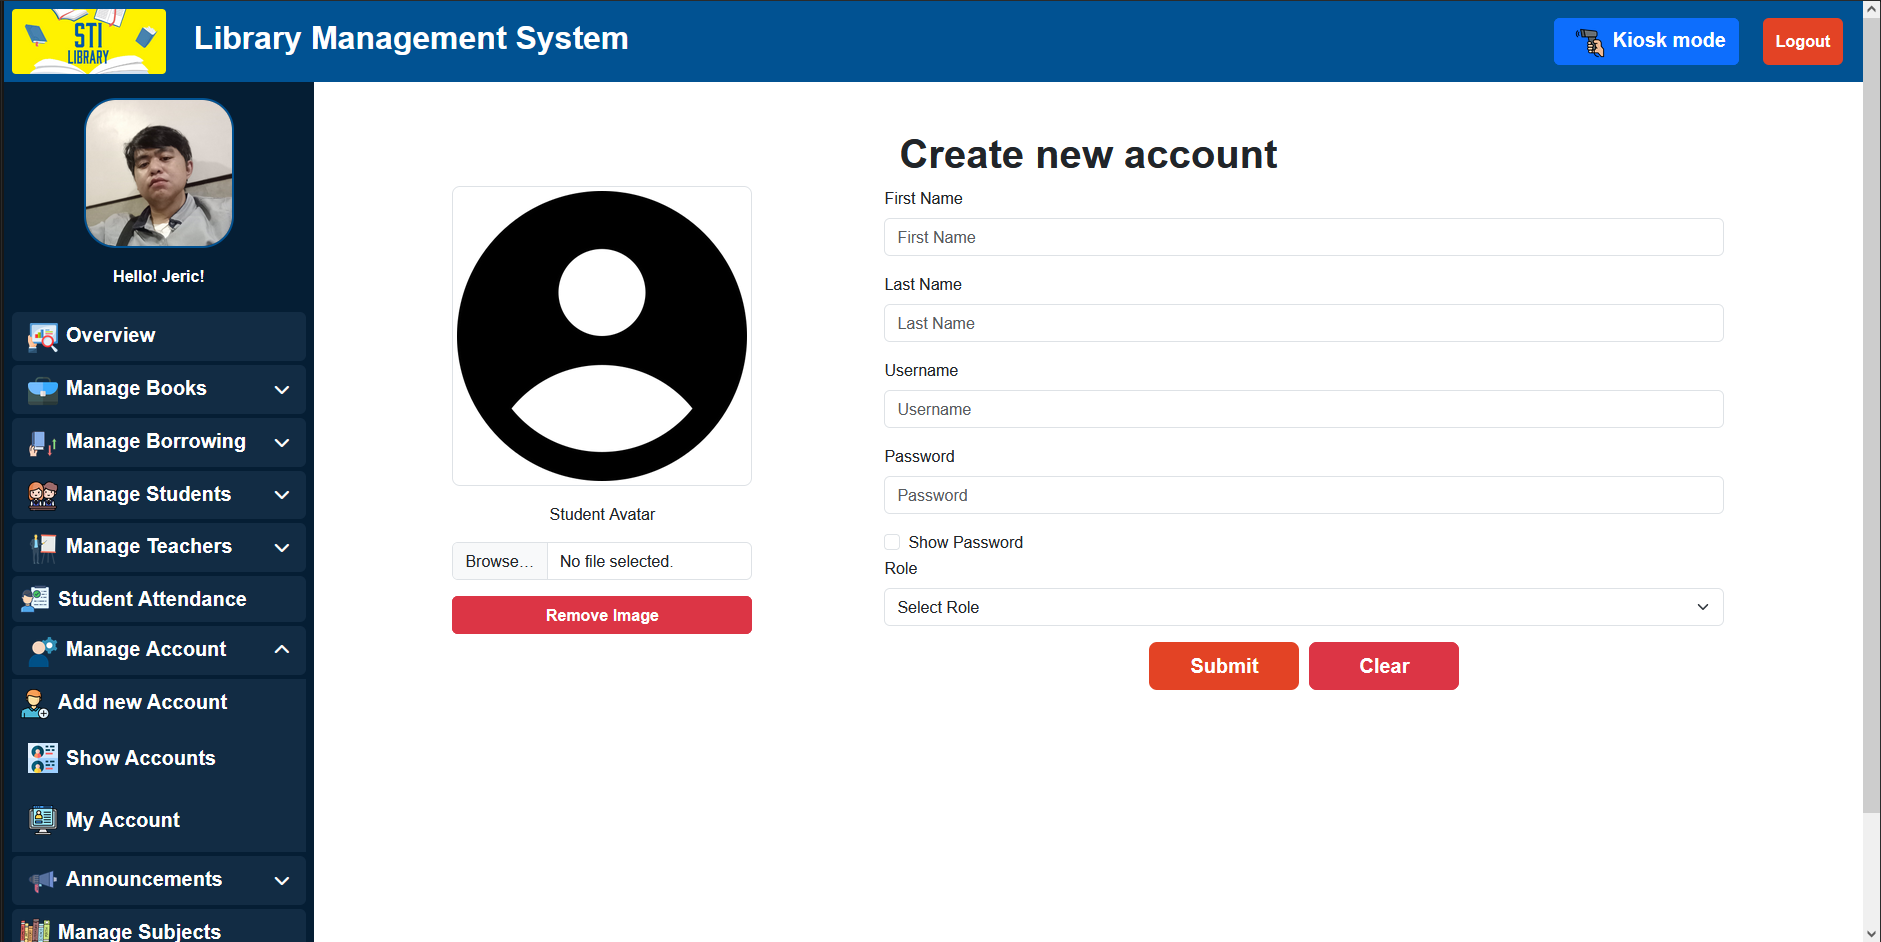 STI
LIBRARY
Library Management System
Kiosk mode
Logout
Hello! Jeric!
Overview
Manage Books
Manage Borrowing
Manage Students
Manage Teachers
Student Attendance
Manage Account
Add new Account
Show Accounts
My Account
Announcements
Manage Subjects
Student Avatar
Browse... No file selected.
Remove Image
Create new account
First Name
First Name
Last Name
Last Name
Username
Username
Password
Password
Show Password
Role
Select Role
Submit Clear